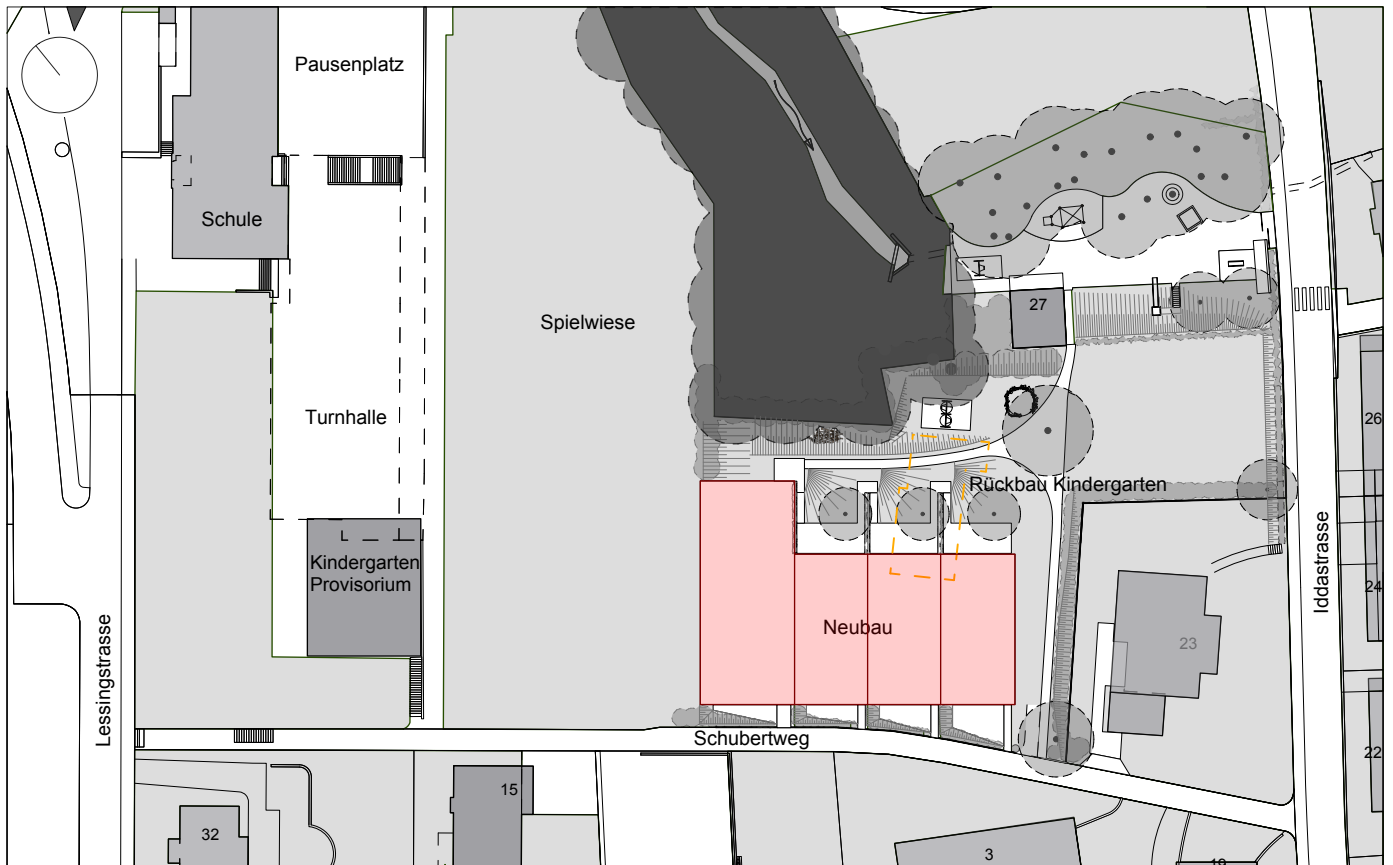 Pausenplatz
Schule
Spielwiese
27
Turnhalle
26
Rückbau Kindergarten
Kindergarten
Provisorium
Iddastrasse
24
Neubau
23
Lessingstrasse
Schubertweg
22
15
32
3
19